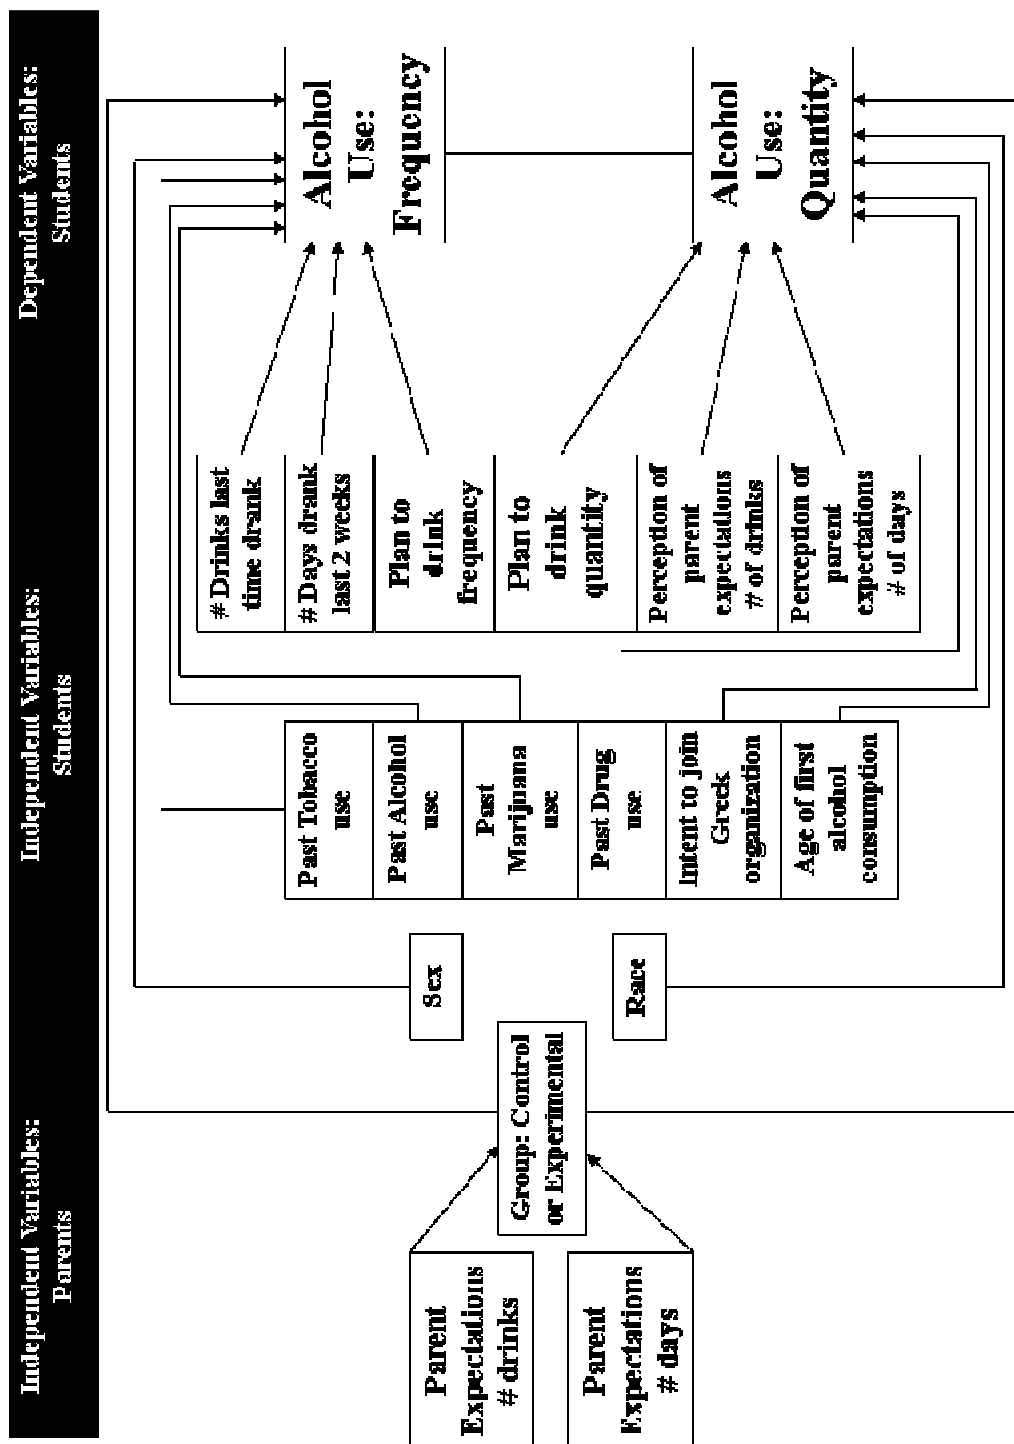 Independent Variables:
Parents
Independent Variables:
Students
Dependent Variables:
Students
Parent
Expectations
# drinks
Parent
Expectations
# days
Group: Control
or Experimental
Sex
Race
Past Tobacco
use
Past Alcohol
use
Past
Marijuana
use
Past Drug
use
Intent to join
Greek
organization
Age of first
alcohol
consumption
# Drinks last
time drank
# Days drank
last 2 weeks
Plan to
drink
frequency
Plan to
drink
quantity
Perception of
parent
expectations
# of drinks
Perception of
parent
expectations
# of days
Alcohol
Use:
Frequency
Alcohol
Use:
Quantity